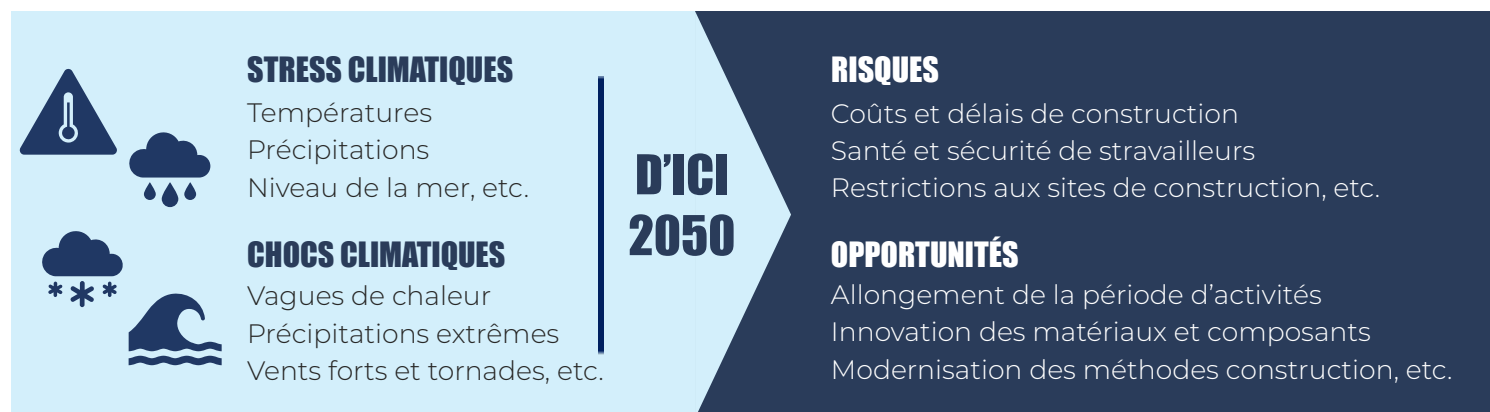 STRESS CLIMATIQUES
Températures
Précipitations
Niveau de la mer, etc.
CHOCS CLIMATIQUES
Vagues de chaleur
Précipitations extrêmes
Vents forts et tornades, etc.
D'ICI
2050
RISQUES
Coûts et délais de construction
Santé et sécurité de stravailleurs
Restrictions aux sites de construction, etc.
OPPORTUNITÉS
Allongement de la période d'activités
Innovation des matériaux et composants
Modernisation des méthodes construction, etc.